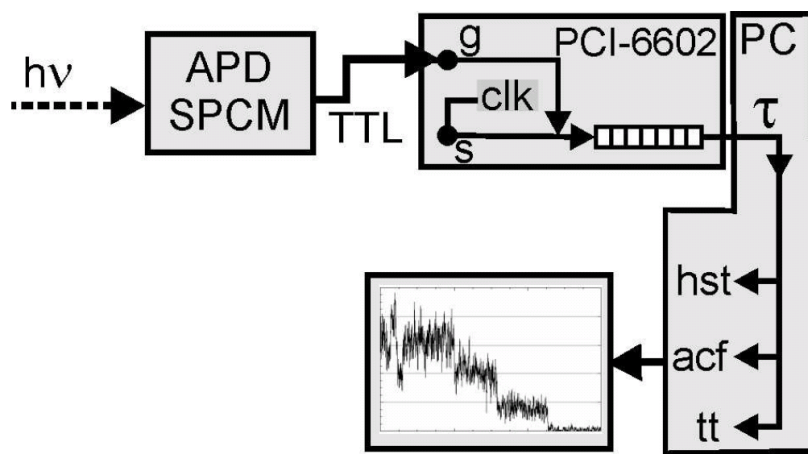 hν
APD
SPCM
TTL
g
clk
s
PCI-6602
PC
τ
hst
acf
tt